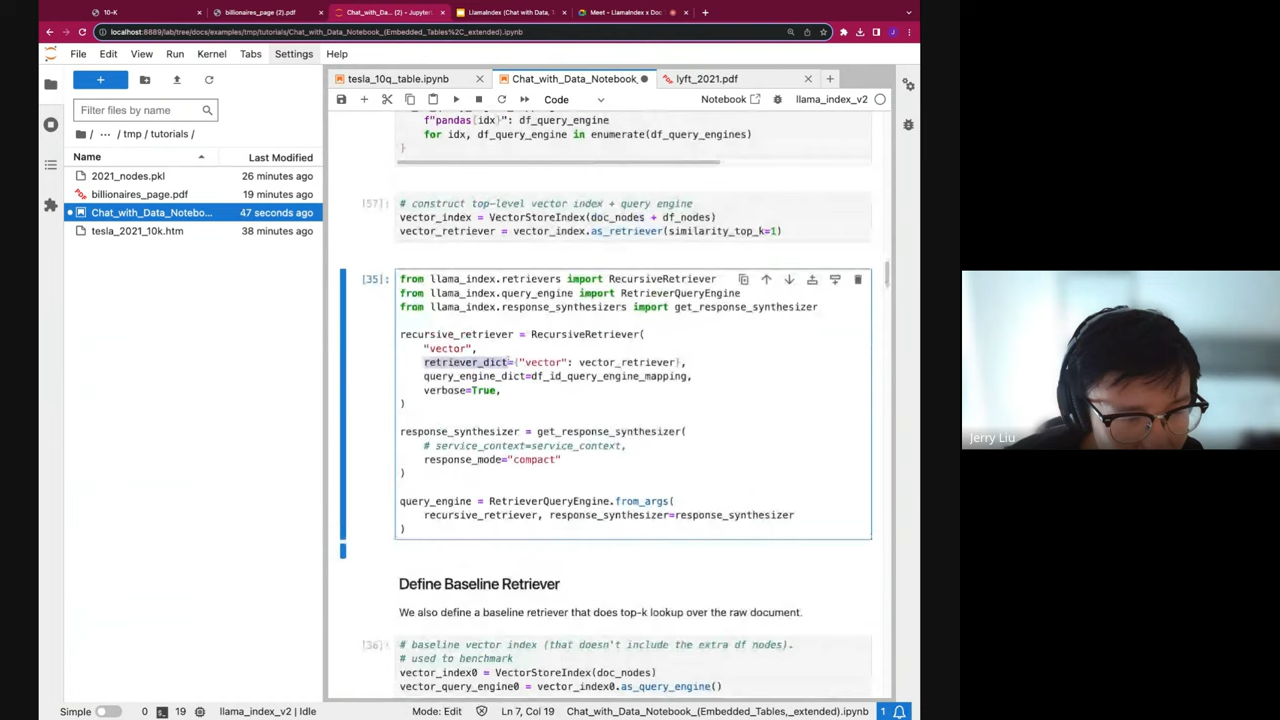 10-K
billionaires_page (2).pdf
Chat_with_Da... (2) - Jupyter
LlamaIndex (Chat with Data, 
Meet - LlamaIndex x Doc
localhost:8889/lab/tree/docs/examples/tmp/tutorials/Chat_with_Data_Notebook_(Embedded_Tables%2C_extended).ipynb
File Edit View Run Kernel Tabs Settings Help
tesla_10q_table.ipynb
Chat_with_Data_Notebook_
lyft_2021.pdf
Code
Notebook
llama_index_v2
Filter files by name
/ ... / tmp / tutorials /
Name Last Modified
2021_nodes.pkl 26 minutes ago
billionaires_page.pdf 19 minutes ago
Chat_with_Data_Notebo... 47 seconds ago
tesla_2021_10k.htm 38 minutes ago
f"pandas{idx}": df_query_engine
for idx, df_query_engine in enumerate(df_query_engines)
}
[57]:
# construct top-level vector index + query engine
vector_index = VectorStoreIndex(doc_nodes + df_nodes)
vector_retriever = vector_index.as_retriever(similarity_top_k=1)
[35]:
from llama_index.retrievers import RecursiveRetriever
from llama_index.query_engine import RetrieverQueryEngine
from llama_index.response_synthesizers import get_response_synthesizer
recursive_retriever = RecursiveRetriever(
"vector",
retriever_dict={"vector": vector_retriever},
query_engine_dict=df_id_query_engine_mapping,
verbose=True,
)
response_synthesizer = get_response_synthesizer(
# service_context=service_context,
response_mode="compact"
)
query_engine = RetrieverQueryEngine.from_args(
recursive_retriever, response_synthesizer=response_synthesizer
)
Define Baseline Retriever
We also define a baseline retriever that does top-k lookup over the raw document.
[36]:
# baseline vector index (that doesn't include the extra df nodes).
# used to benchmark
vector_index0 = VectorStoreIndex(doc_nodes)
vector_query_engine0 = vector_index0.as_query_engine()
Simple 0 19 llama_index_v2 | Idle
Mode: Edit Ln 7, Col 19 Chat_with_Data_Notebook_(Embedded_Tables,_extended).ipynb 1
Jerry Liu